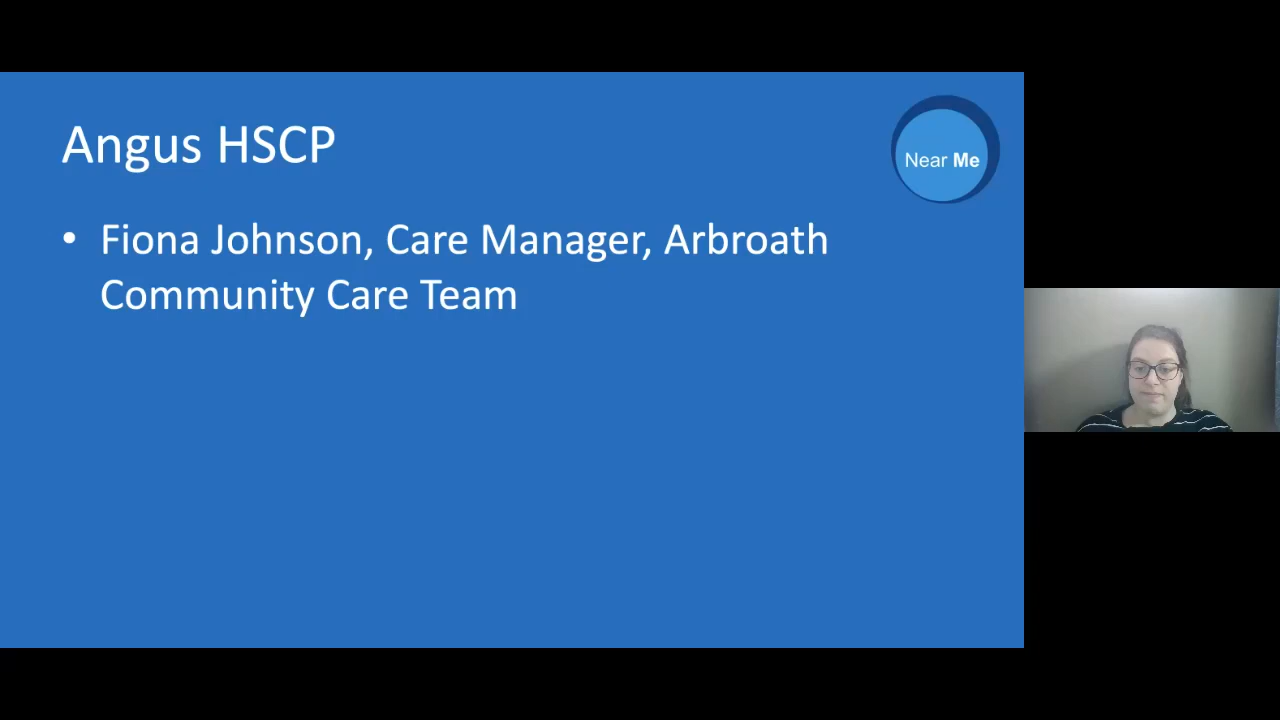 Angus HSCP
Near Me
• Fiona Johnson, Care Manager, Arbroath
Community Care Team